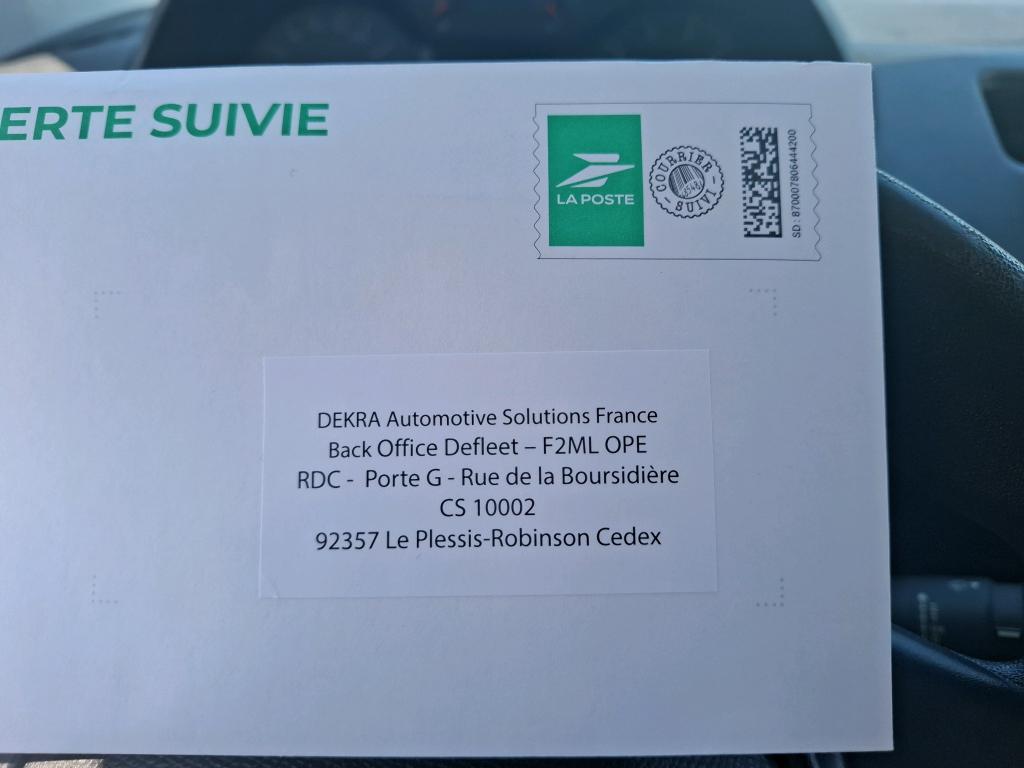 ERTE SUIVIE
LA POSTE
COURRIER
SUIVI
SD : 870007806444200
DEKRA Automotive Solutions France
Back Office Defleet – F2ML OPE
RDC - Porte G - Rue de la Boursidière
CS 10002
92357 Le Plessis-Robinson Cedex